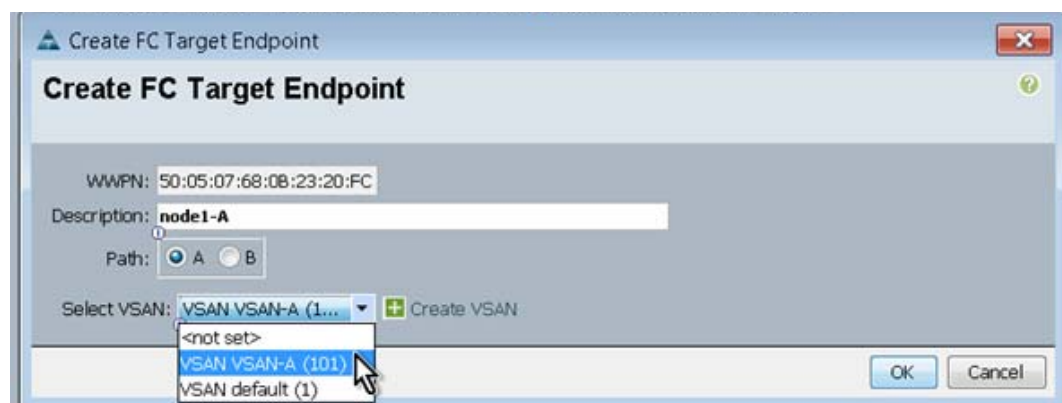 Create FC Target Endpoint
Create FC Target Endpoint
WWPN: 50:05:07:68:0B:23:20:FC
Description: node1-A
Path: A B
Select VSAN: VSAN VSAN-A (1... Create VSAN
<not set>
VSAN VSAN-A (101)
VSAN default (1)
OK Cancel